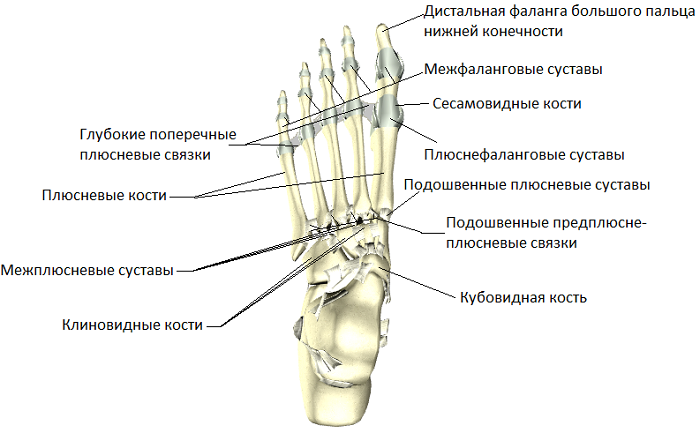 Дистальная фаланга большого пальца
нижней конечности
Межфаланговые суставы
Сесамовидные кости
Глубокие поперечные
плюсневые связки
Плюснефаланговые суставы
Подошвенные плюсневые суставы
Плюсневые кости
Подошвенные предплюсне-
плюсневые связки
Межплюсневые суставы
Кубовидная кость
Клиновидные кости